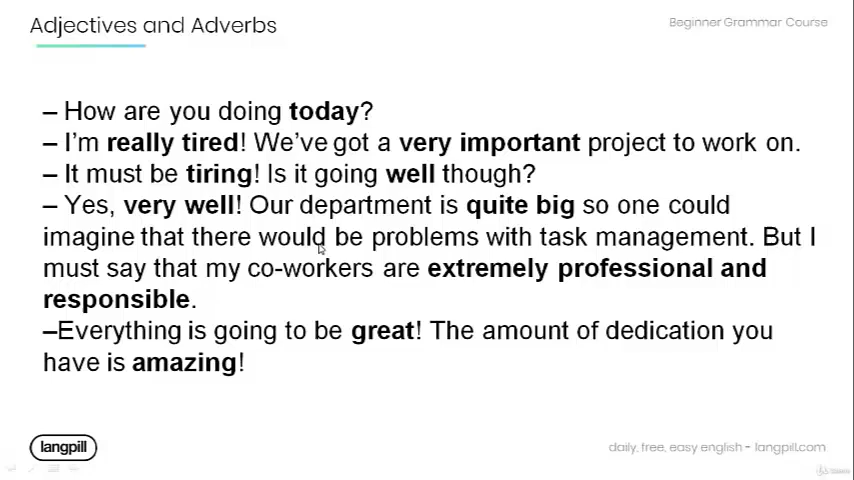 Adjectives and Adverbs
Beginner Grammar Course
– How are you doing today?
– I'm really tired! We've got a very important project to work on.
– It must be tiring! Is it going well though?
– Yes, very well! Our department is quite big so one could
imagine that there would be problems with task management. But I
must say that my co-workers are extremely professional and
responsible.
–Everything is going to be great! The amount of dedication you
have is amazing!
langpill
daily, free, easy english - langpill.com